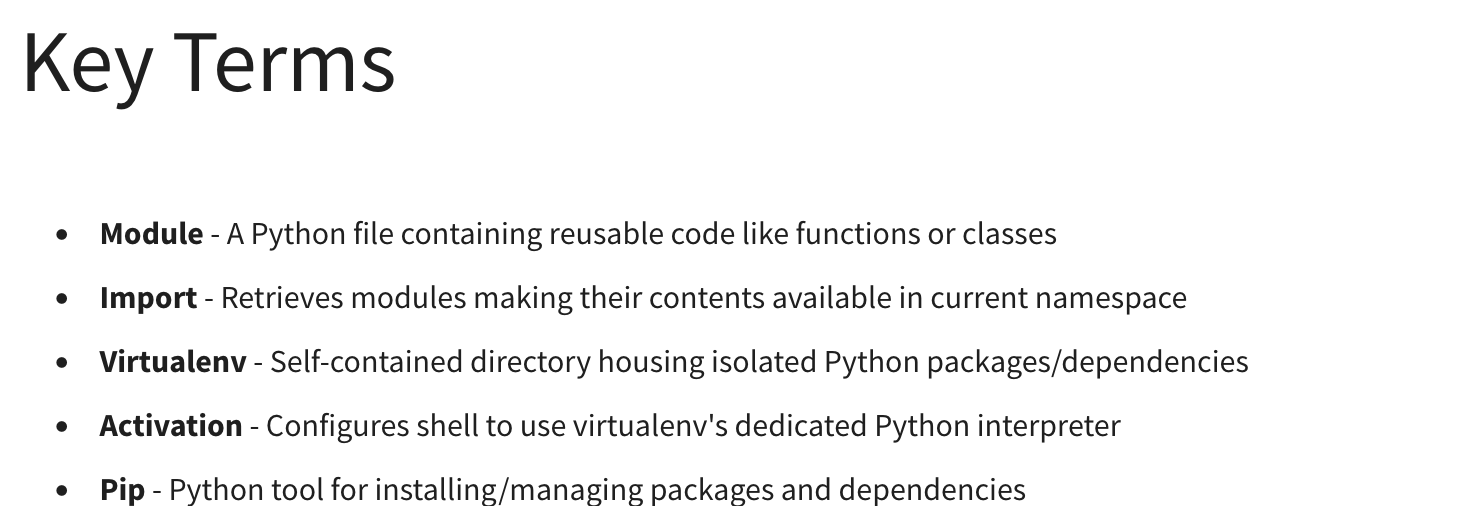 Key Terms
• Module - A Python file containing reusable code like functions or classes
• Import - Retrieves modules making their contents available in current namespace
• Virtualenv - Self-contained directory housing isolated Python packages/dependencies
• Activation - Configures shell to use virtualenv's dedicated Python interpreter
• Pip - Python tool for installing/managing packages and dependencies